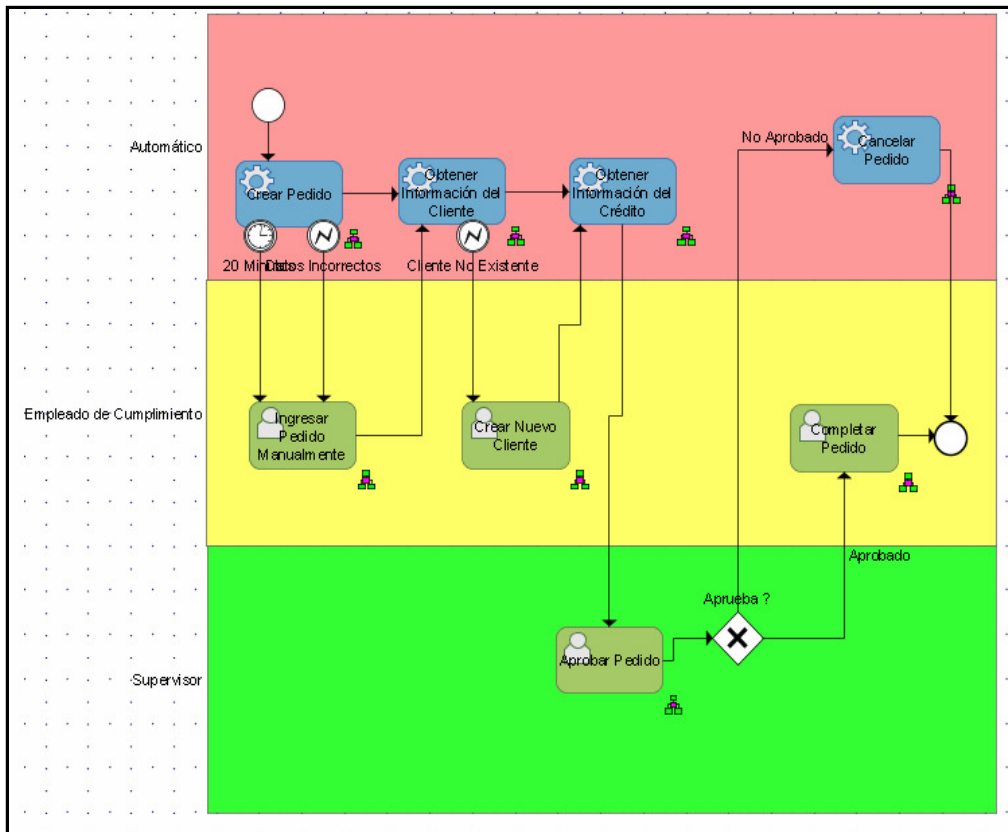 No Aprobado
Automático
Cancelar
Pedido
Crear Pedido
Obtener
Información del
Cliente
Obtener
Información del
Crédito
20 Minutos
Datos Incorrectos
Cliente No Existente
Empleado de Cumplimiento
Ingresar
Pedido
Manualmente
Crear Nuevo
Cliente
Completar
Pedido
Aprobado
Aprueba ?
Aprobar Pedido
Supervisor